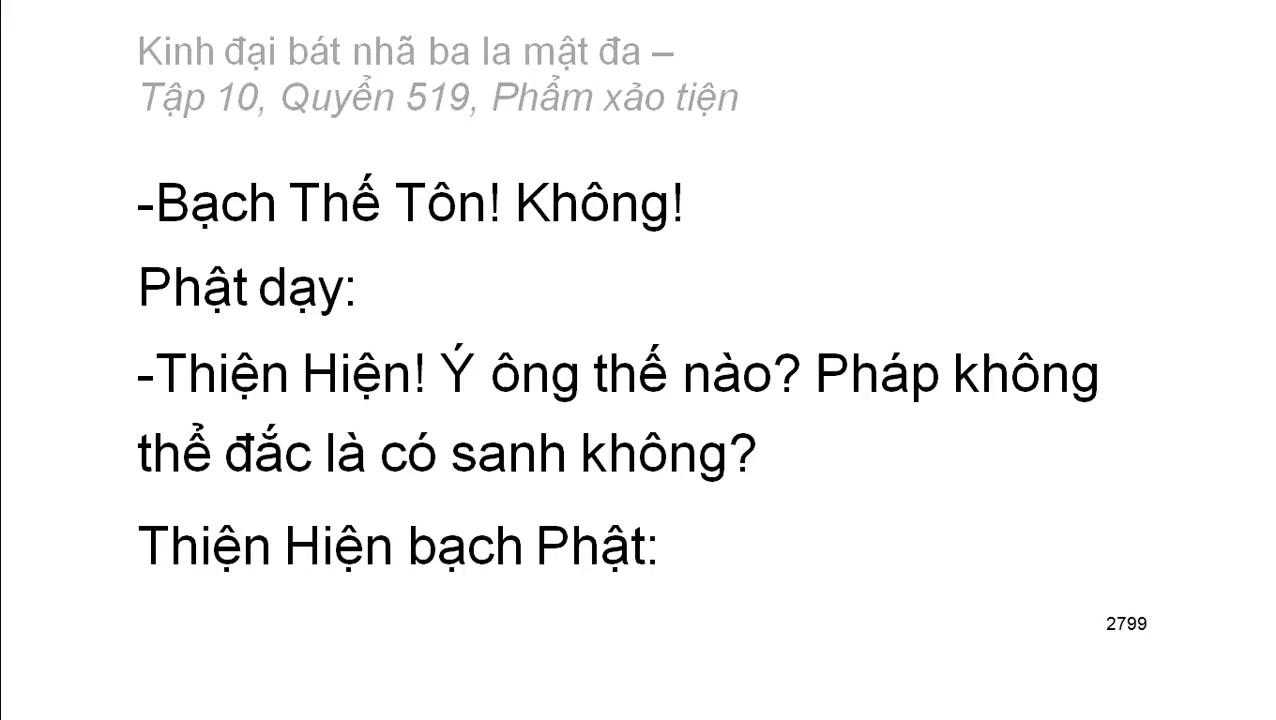 Kinh đại bát nhã ba la mật đa –
Tập 10, Quyển 519, Phẩm xảo tiện
-Bạch Thế Tôn! Không!
Phật dạy:
-Thiện Hiện! Ý ông thế nào? Pháp không
thể đắc là có sanh không?
Thiện Hiện bạch Phật:
2799